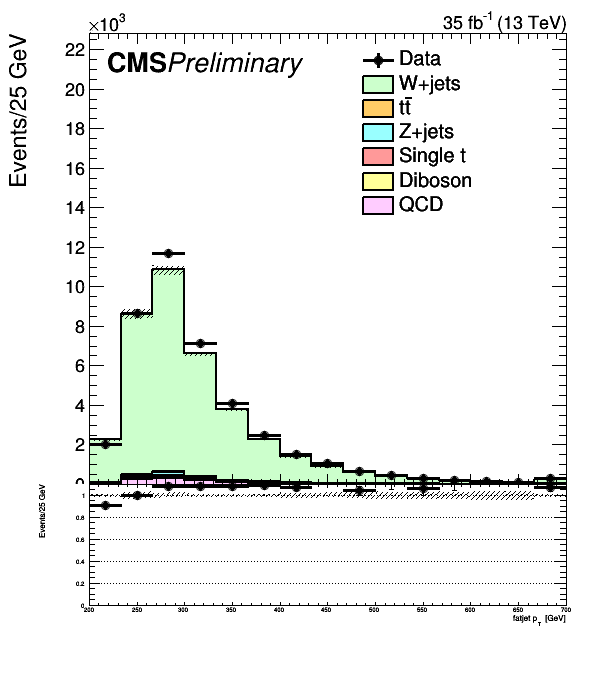 ×10³
35 fb⁻¹ (13 TeV)
Events/25 GeV
CMS Preliminary
Data
W+jets
tt̄
Z+jets
Single t
Diboson
QCD
22
20
18
16
14
12
10
8
6
4
2
0
Events/25 GeV
1
0.8
0.6
0.4
0.2
0
200 250 300 350 400 450 500 550 600 650 700
fatjet p_T [GeV]